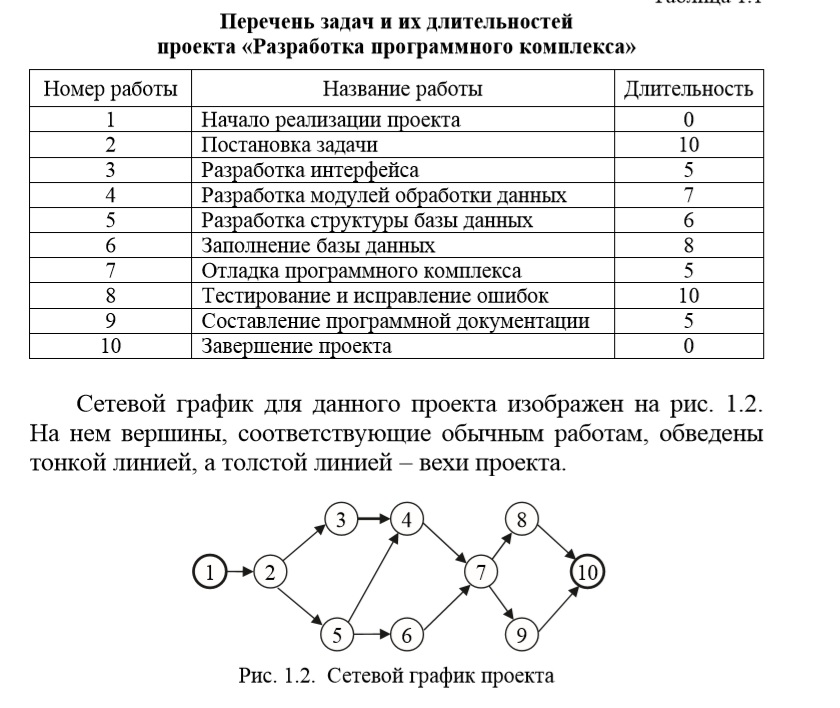 Таблица 1.1
Перечень задач и их длительностей
проекта «Разработка программного комплекса»
Номер работы Название работы Длительность
1 Начало реализации проекта 0
2 Постановка задачи 10
3 Разработка интерфейса 5
4 Разработка модулей обработки данных 7
5 Разработка структуры базы данных 6
6 Заполнение базы данных 8
7 Отладка программного комплекса 5
8 Тестирование и исправление ошибок 10
9 Составление программной документации 5
10 Завершение проекта 0
Сетевой график для данного проекта изображен на рис. 1.2.
На нем вершины, соответствующие обычным работам, обведены
тонкой линией, а толстой линией – вехи проекта.
3 4 8
1 2 7 10
5 6 9
Рис. 1.2. Сетевой график проекта